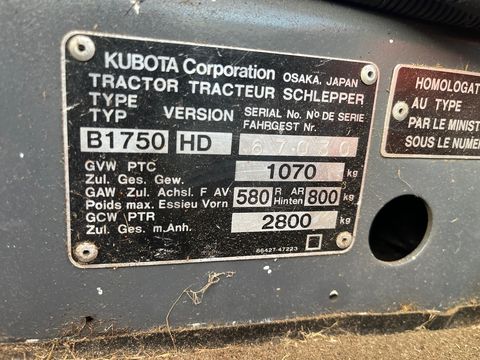 KUBOTA Corporation OSAKA, JAPAN
TRACTOR TRACTEUR SCHLEPPER
TYPE
TYP VERSION SERIAL No. Nº DE SERIE
FAHRGEST Nr.
B1750 HD 67030
GVW PTC
Zul. Ges. Gew. 1070 kg
GAW Zul. Achsl. F AV 580 R AR 800 kg
Poids max. Essieu Vorn Hinten
GCW PTR
Zul. Ges. m.Anh. 2800 kg
66427-47223
HOMOLOGAT
AU TYPE
PAR LE MINIST
SOUS LE NUMER